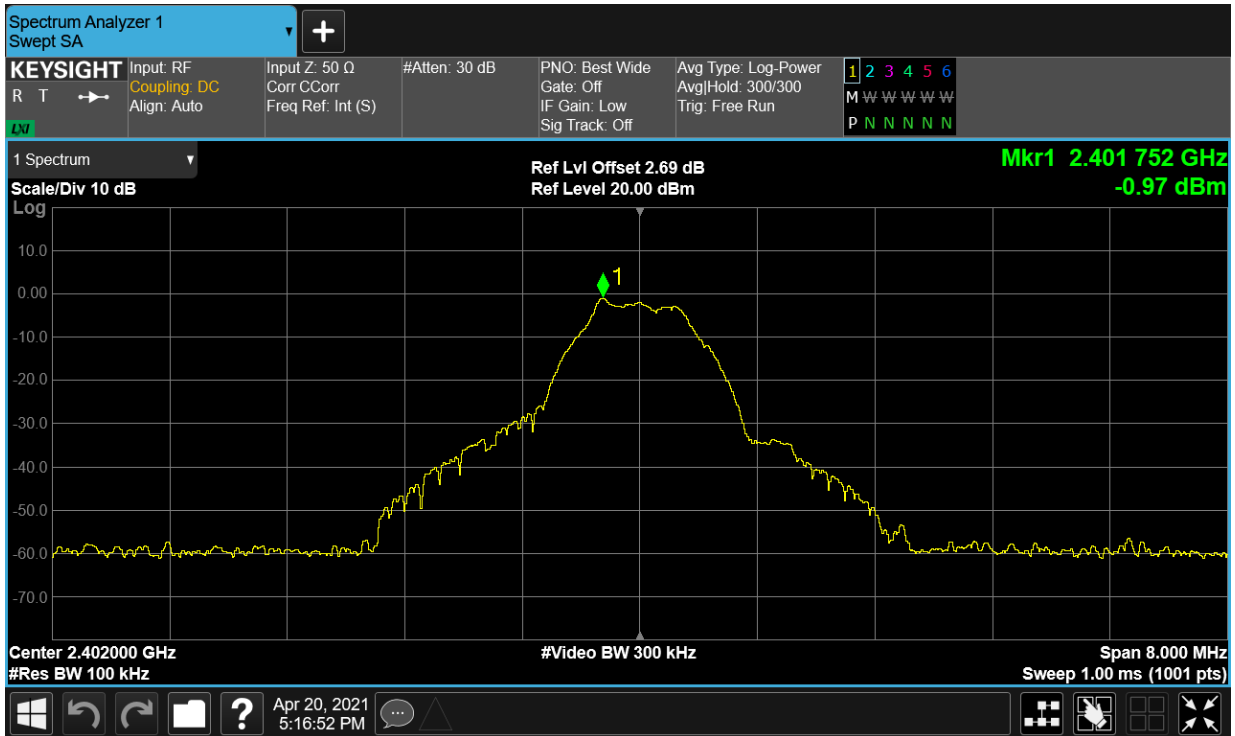 Spectrum Analyzer 1
Swept SA
+
KEYSIGHT Input: RF Input Z: 50 Ω #Atten: 30 dB PNO: Best Wide Avg Type: Log-Power 1 2 3 4 5 6
R T Coupling: DC Corr CCorr Gate: Off Avg|Hold: 300/300 M W W W W W
Align: Auto Freq Ref: Int (S) IF Gain: Low Trig: Free Run
LXI Sig Track: Off P N N N N N
1 Spectrum Ref Lvl Offset 2.69 dB Mkr1 2.401 752 GHz
Scale/Div 10 dB Ref Level 20.00 dBm -0.97 dBm
Log
10.0
1
0.00
-10.0
-20.0
-30.0
-40.0
-50.0
-60.0
-70.0
Center 2.402000 GHz #Video BW 300 kHz Span 8.000 MHz
#Res BW 100 kHz Sweep 1.00 ms (1001 pts)
? Apr 20, 2021
5:16:52 PM